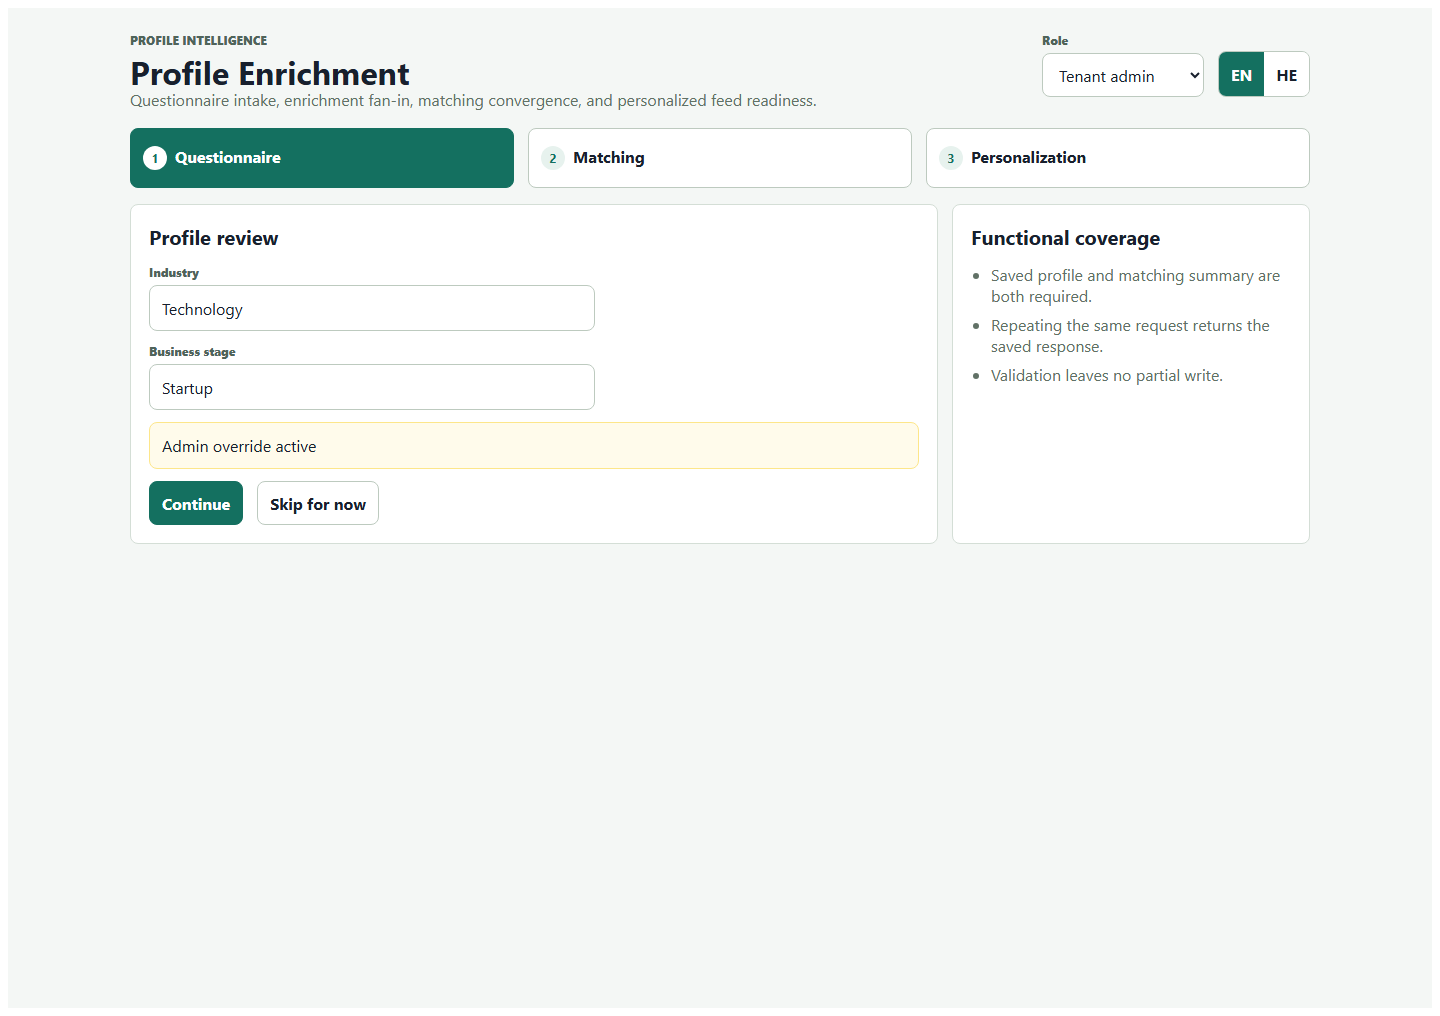 PROFILE INTELLIGENCE
Profile Enrichment
Questionnaire intake, enrichment fan-in, matching convergence, and personalized feed readiness.
Role
Tenant admin
EN
HE
1 Questionnaire
2 Matching
3 Personalization
Profile review
Industry
Technology
Business stage
Startup
Admin override active
Continue
Skip for now
Functional coverage
Saved profile and matching summary are
both required.
Repeating the same request returns the
saved response.
Validation leaves no partial write.